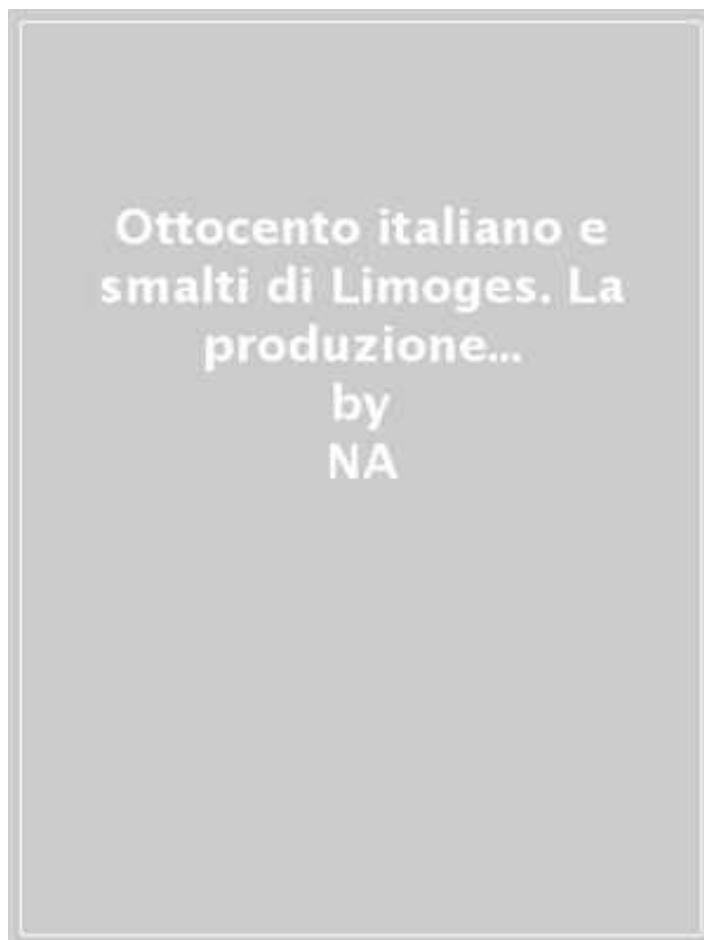 Ottocento italiano e
smalti di Limoges. La
produzione...
by
NA